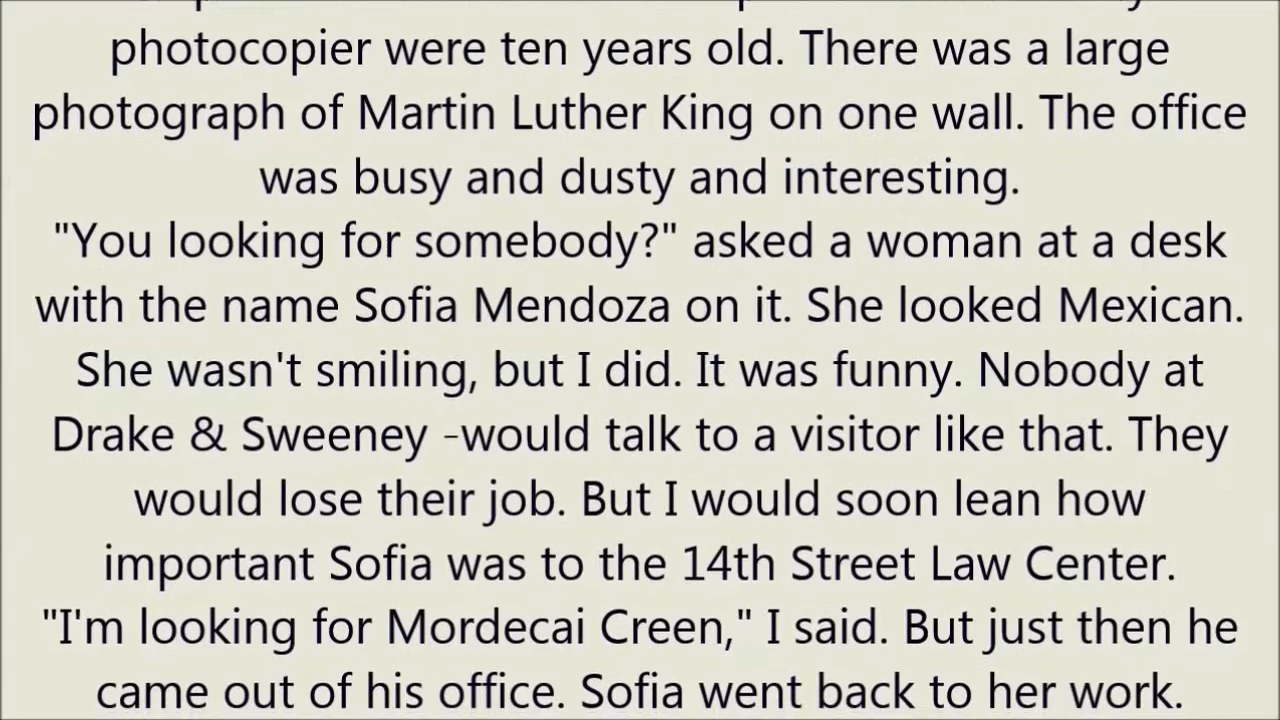 photocopier were ten years old. There was a large
photograph of Martin Luther King on one wall. The office
was busy and dusty and interesting.
"You looking for somebody?" asked a woman at a desk
with the name Sofia Mendoza on it. She looked Mexican.
She wasn't smiling, but I did. It was funny. Nobody at
Drake & Sweeney -would talk to a visitor like that. They
would lose their job. But I would soon lean how
important Sofia was to the 14th Street Law Center.
"I'm looking for Mordecai Creen," I said. But just then he
came out of his office. Sofia went back to her work.